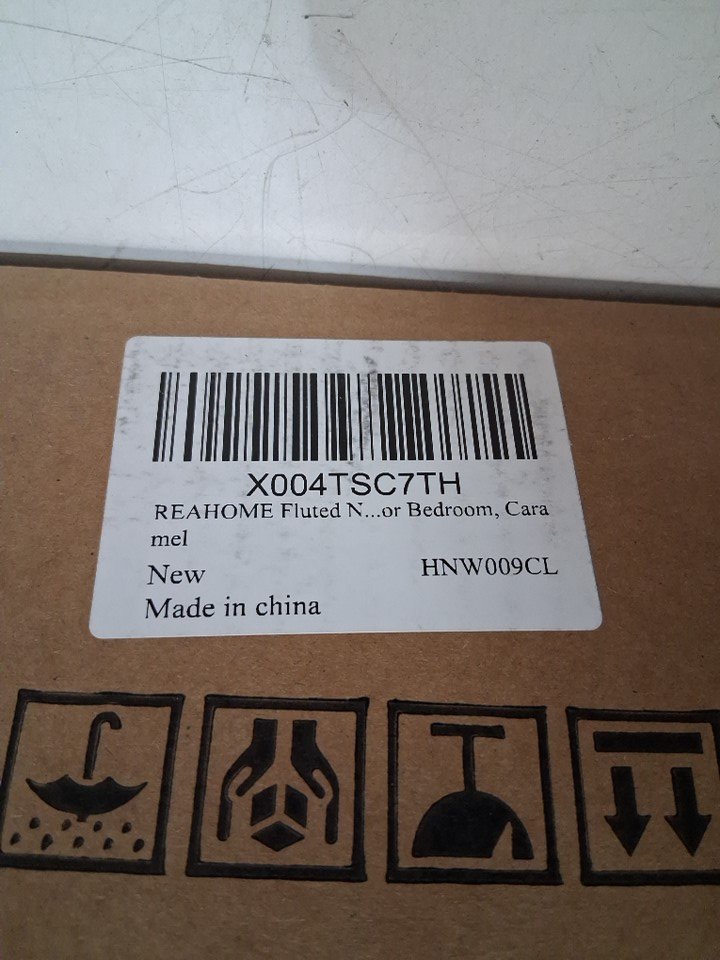 X004TSC7TH
REAHOME Fluted N...or Bedroom, Cara
mel
New HNW009CL
Made in china